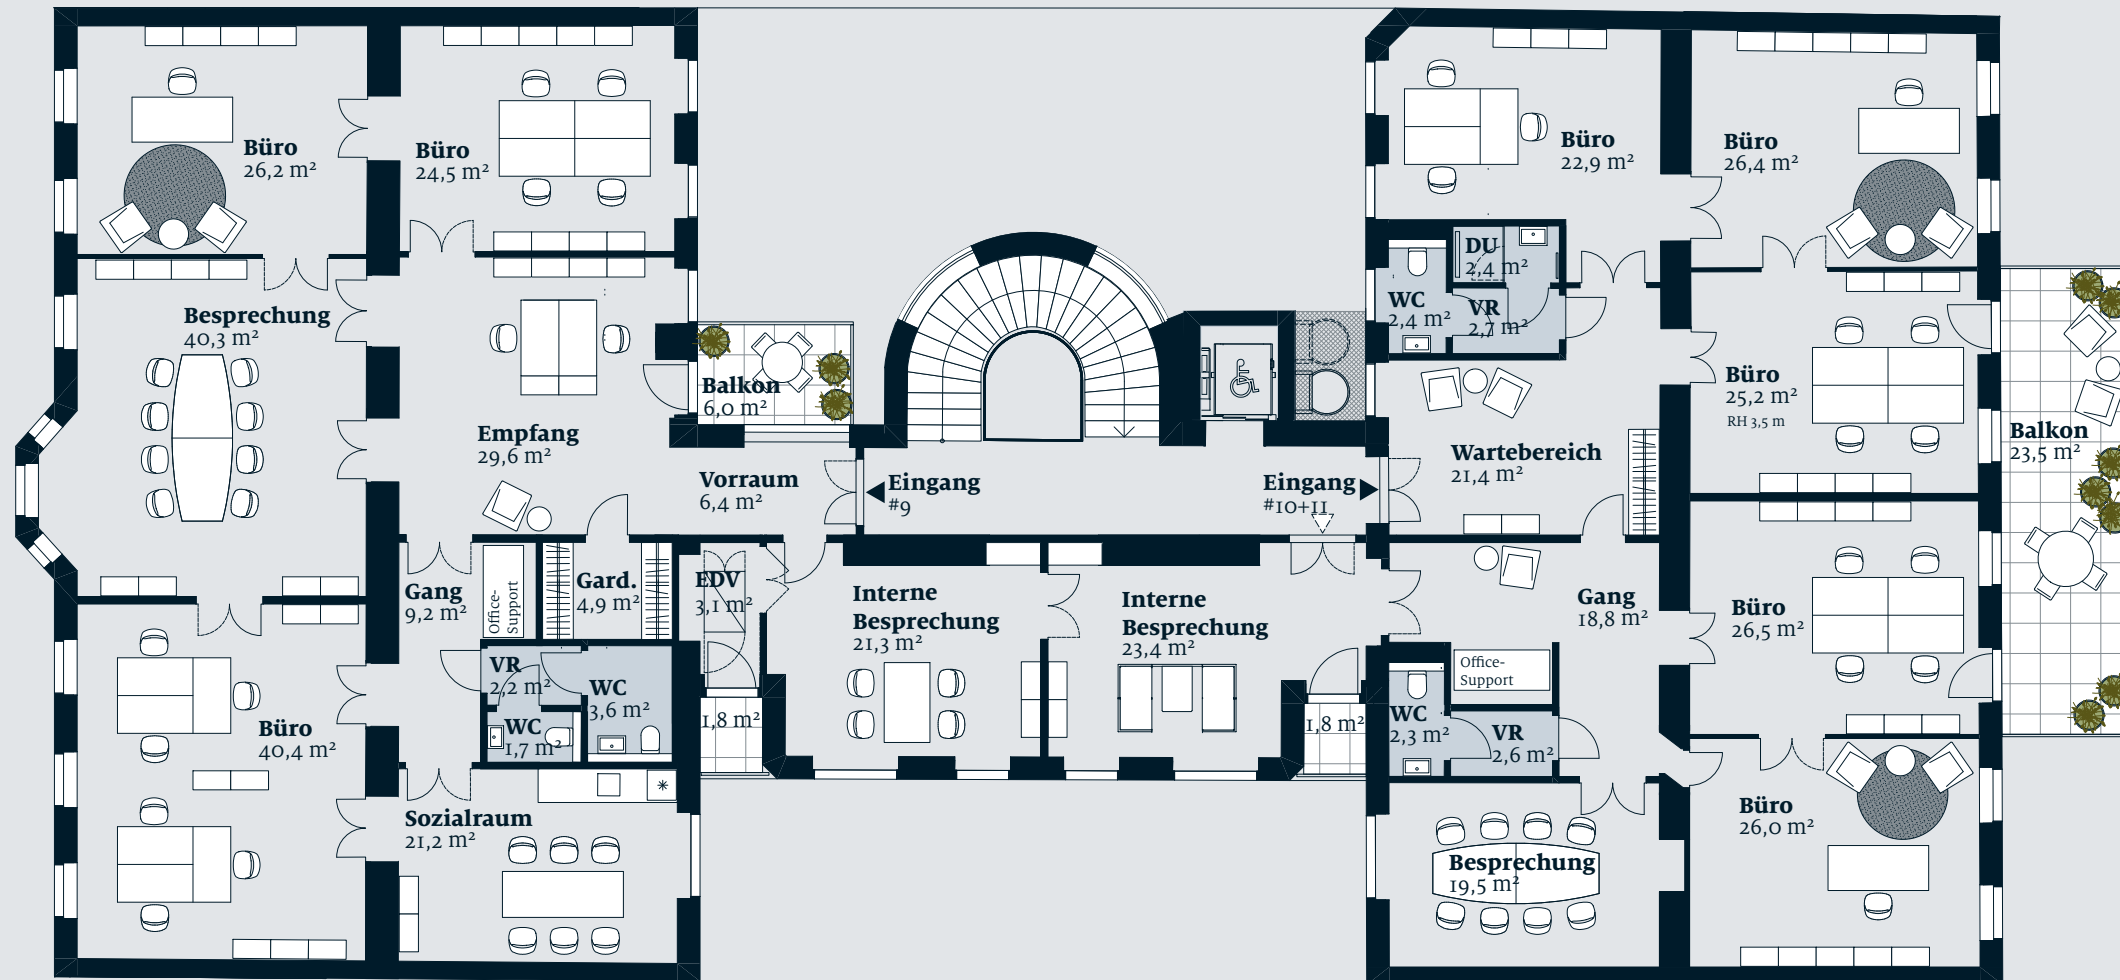 Büro
26,2 m²
Büro
24,5 m²
Büro
22,9 m²
Büro
26,4 m²
DU
2,4 m²
WC
2,4 m²
VR
2,7 m²
Besprechung
40,3 m²
Balkon
6,0 m²
Empfang
29,6 m²
Vorraum
6,4 m²
Eingang
#9
Eingang
#10+11
Wartebereich
21,4 m²
Büro
25,2 m²
RH 3,5 m
Balkon
23,5 m²
Gang
9,2 m²
Office-
Support
Gard.
4,9 m²
EDV
3,1 m²
Interne
Besprechung
21,3 m²
Interne
Besprechung
23,4 m²
Gang
18,8 m²
Büro
26,5 m²
VR
2,2 m²
WC
3,6 m²
WC
1,7 m²
1,8 m²
1,8 m²
Office-
Support
WC
2,3 m²
VR
2,6 m²
Büro
40,4 m²
Sozialraum
21,2 m²
Besprechung
19,5 m²
Büro
26,0 m²